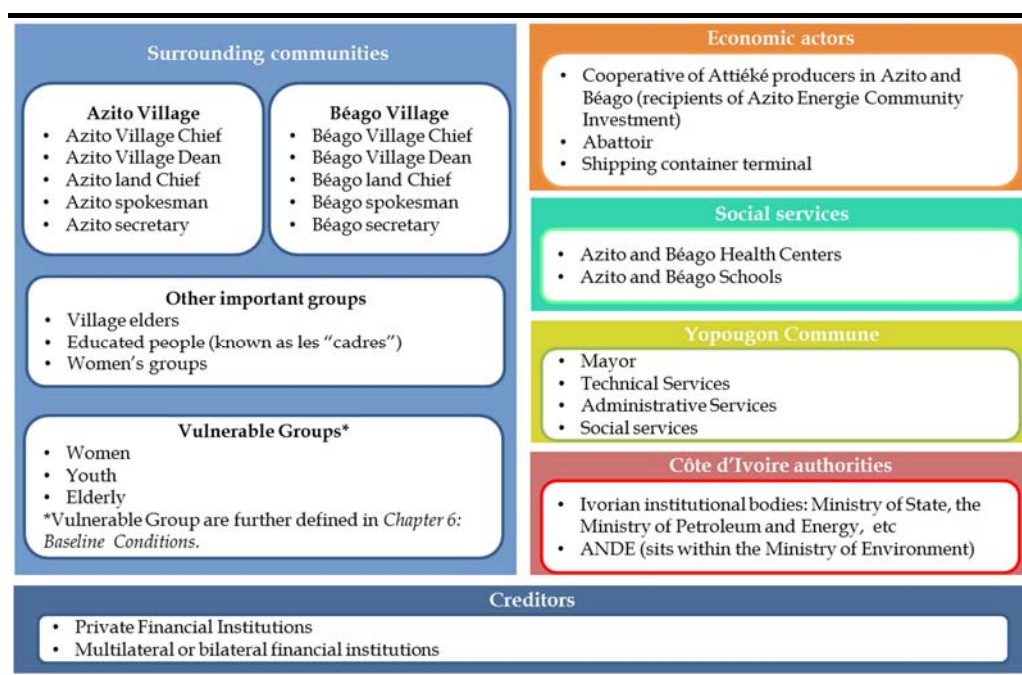 Surrounding communities
Azito Village
• Azito Village Chief
• Azito Village Dean
• Azito land Chief
• Azito spokesman
• Azito secretary
Béago Village
• Béago Village Chief
• Béago Village Dean
• Béago land Chief
• Béago spokesman
• Béago secretary
Other important groups
• Village elders
• Educated people (known as les “cadres”)
• Women’s groups
Vulnerable Groups*
• Women
• Youth
• Elderly
*Vulnerable Group are further defined in Chapter 6:
Baseline Conditions.
Economic actors
• Cooperative of Attiéké producers in Azito and
Béago (recipients of Azito Energie Community
Investment)
• Abattoir
• Shipping container terminal
Social services
• Azito and Béago Health Centers
• Azito and Béago Schools
Yopougon Commune
• Mayor
• Technical Services
• Administrative Services
• Social services
Côte d’Ivoire authorities
• Ivorian institutional bodies: Ministry of State, the
Ministry of Petroleum and Energy, etc
• ANDE (sits within the Ministry of Environment)
Creditors
• Private Financial Institutions
• Multilateral or bilateral financial institutions